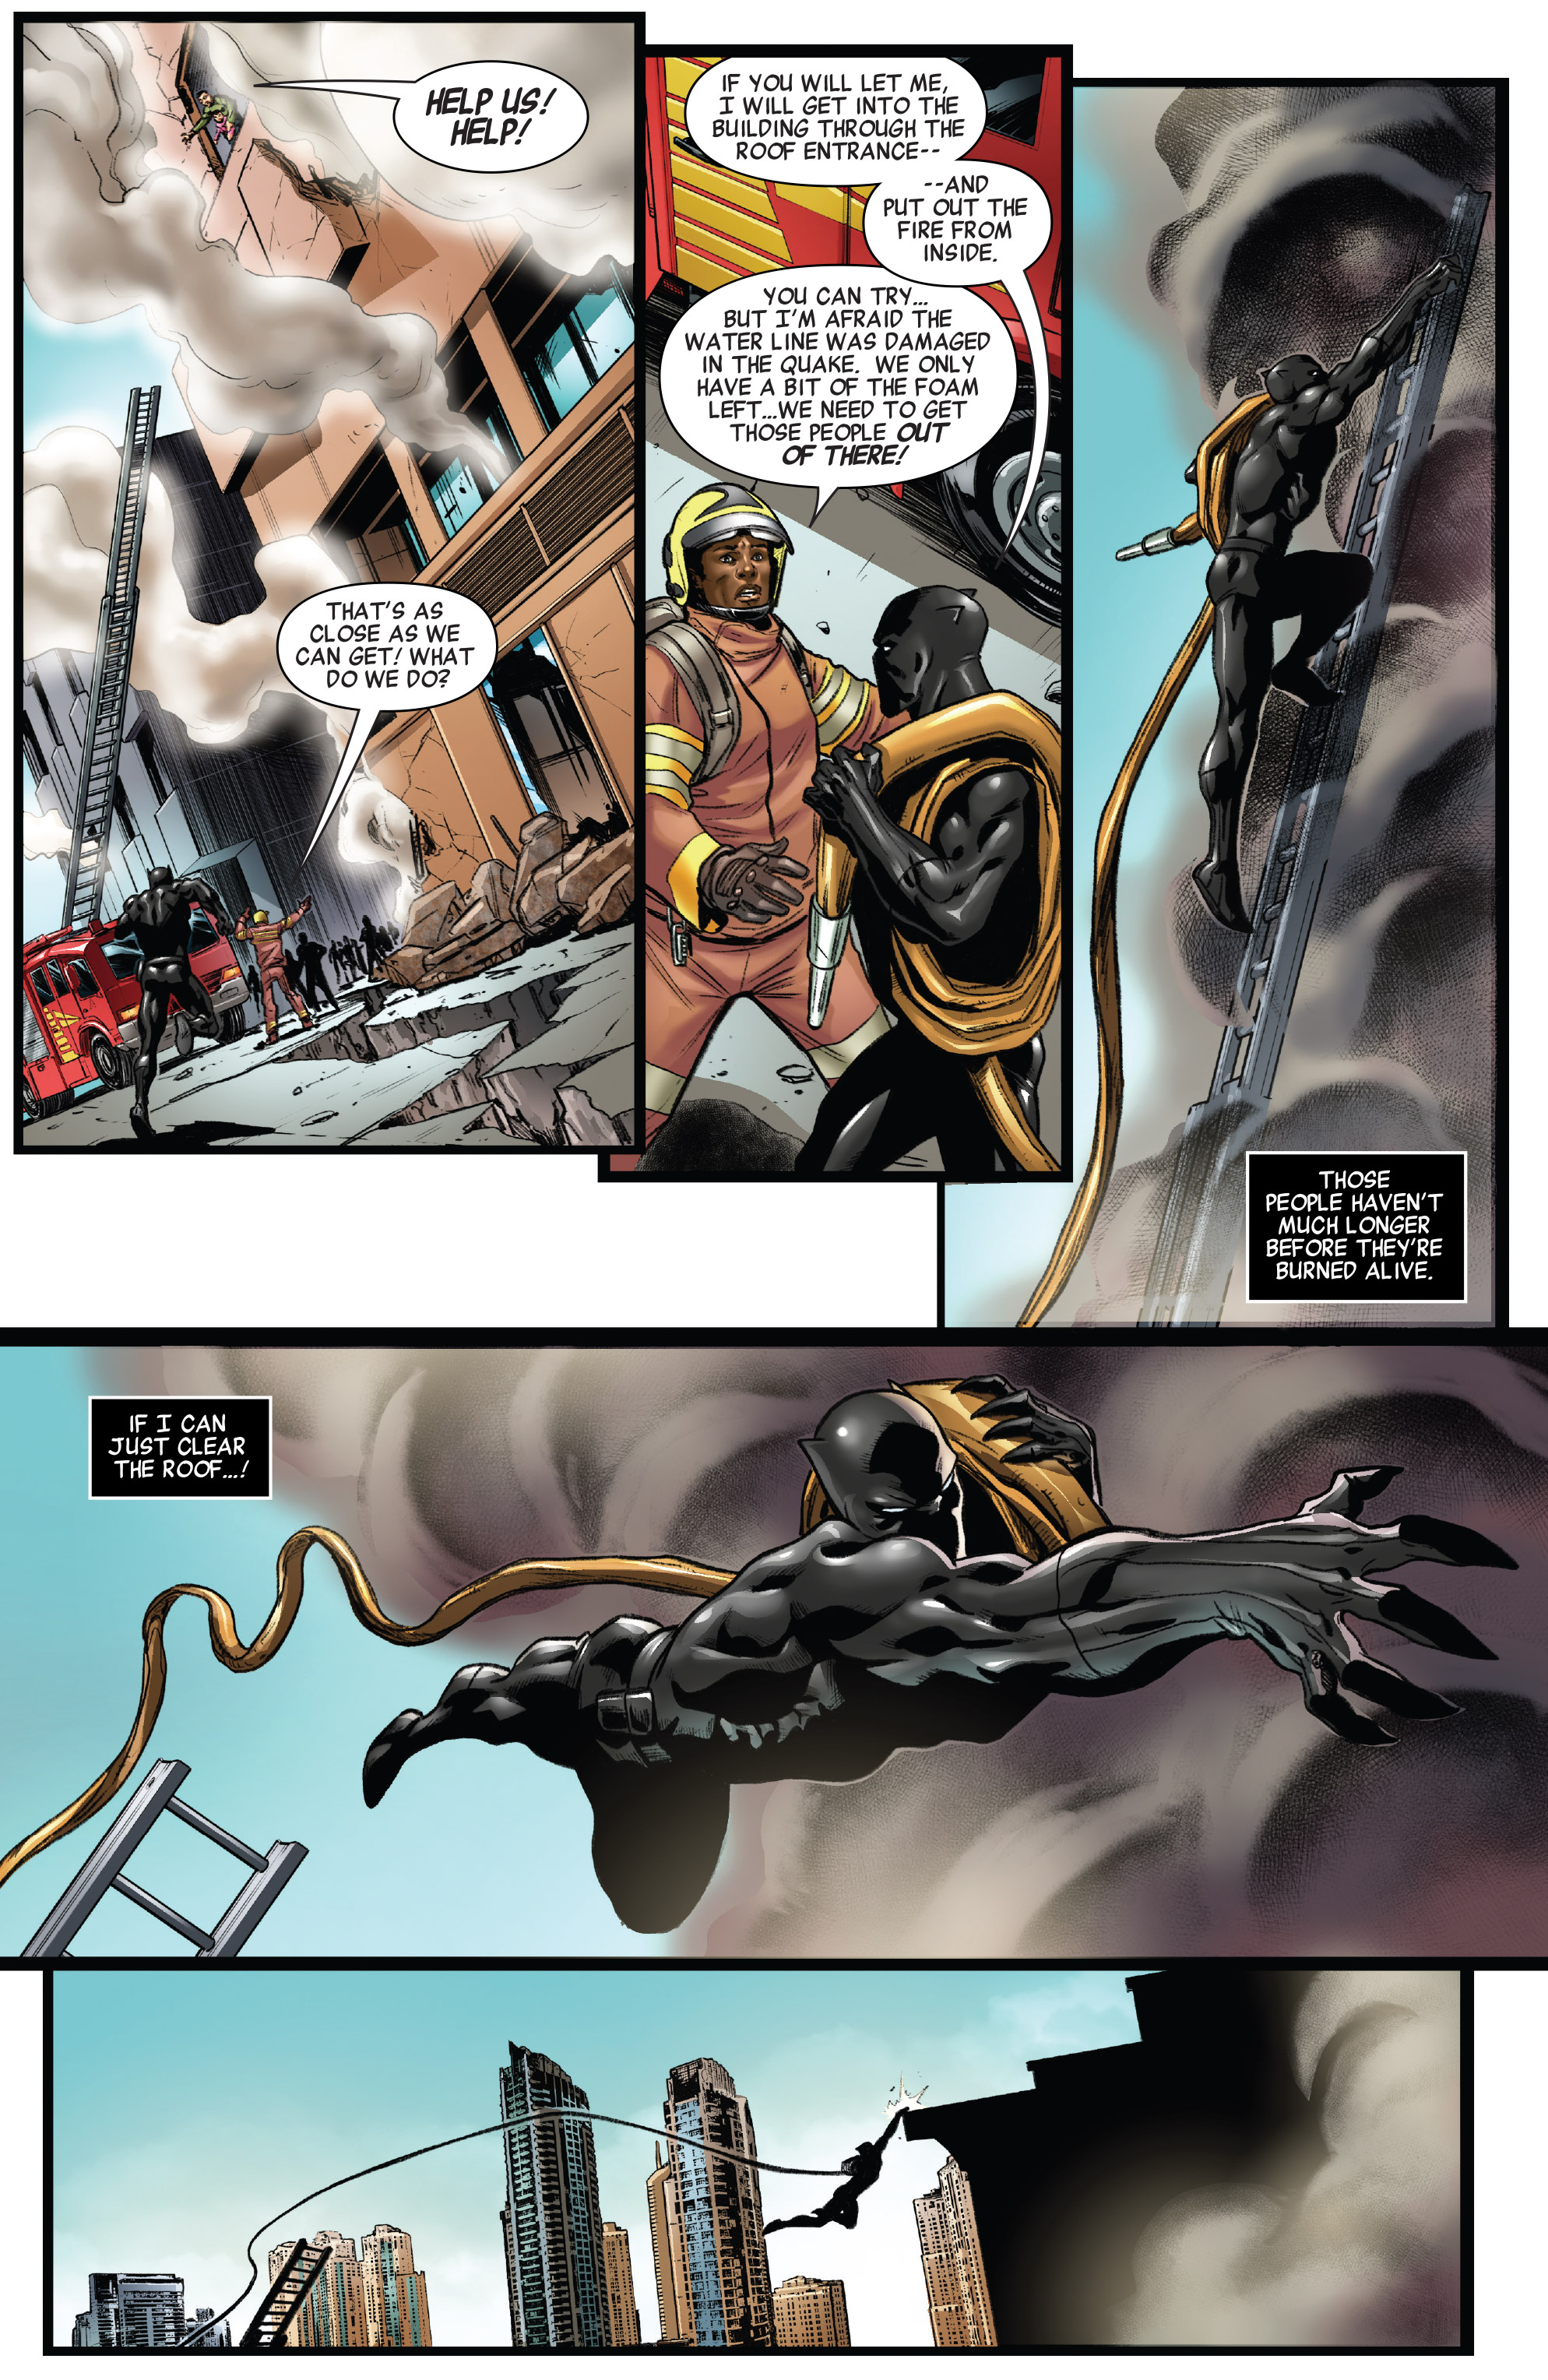 HELP US!
HELP!
THAT'S AS
CLOSE AS WE
CAN GET! WHAT
DO WE DO?
IF YOU WILL LET ME,
I WILL GET INTO THE
BUILDING THROUGH THE
ROOF ENTRANCE--
--AND
PUT OUT THE
FIRE FROM
INSIDE.
YOU CAN TRY...
BUT I'M AFRAID THE
WATER LINE WAS DAMAGED
IN THE QUAKE. WE ONLY
HAVE A BIT OF THE FOAM
LEFT...WE NEED TO GET
THOSE PEOPLE OUT
OF THERE!
THOSE
PEOPLE HAVEN'T
MUCH LONGER
BEFORE THEY'RE
BURNED ALIVE.
IF I CAN
JUST CLEAR
THE ROOF...!